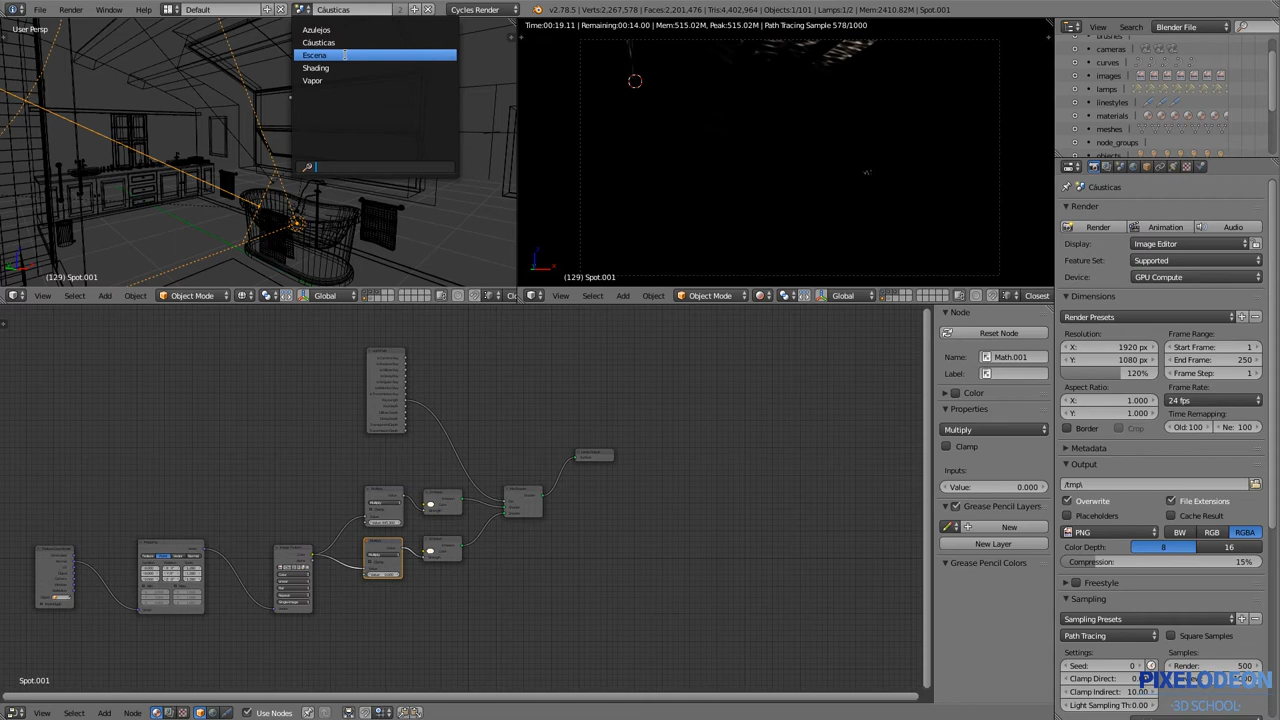 File
Render
Window
Help
Default
Cáusticas
2
Cycles Render
v2.78.5 | Verts:2,267,578 | Faces:2,201,476 | Tris:4,402,964 | Objects:1/101 | Lamps:1/2 | Mem:2410.82M | Spot.001
User Persp
Azulejos
Cáusticas
Escena
Shading
Vapor
Time:00:19.11 | Remaining:00:14.00 | Mem:515.02M, Peak:515.02M | Path Tracing Sample 578/1000
(129) Spot.001
(129) Spot.001
View
Select
Add
Object
Object Mode
Global
View
Select
Add
Object
Object Mode
Global
Closest
View
Search
Blender File
cameras
curves
images
lamps
linestyles
materials
meshes
node_groups
objects
Cáusticas
Render
Render
Animation
Audio
Display:
Image Editor
Feature Set:
Supported
Device:
GPU Compute
Dimensions
Render Presets
Resolution:
Frame Range:
X: 1920 px
Start Frame: 1
Y: 1080 px
End Frame: 250
120%
Frame Step: 1
Aspect Ratio:
Frame Rate:
X: 1.000
24 fps
Y: 1.000
Time Remapping:
Border
Crop
Old:100
Ne: 100
Metadata
Output
/tmp\
Overwrite
File Extensions
Placeholders
Cache Result
PNG
BW
RGB
RGBA
Color Depth:
8
16
Compression:
15%
Freestyle
Sampling
Sampling Presets
Path Tracing
Square Samples
Settings:
Samples:
Seed: 0
Render: 500
Clamp Direct:
Clamp Indirect: 10.00
Light Sampling Th:0.01
PIXELODEON
·3D SCHOOL·
Node
Reset Node
Name:
Math.001
Label:
Color
Properties
Multiply
Clamp
Inputs:
Value: 0.000
Grease Pencil Layers
New
New Layer
Grease Pencil Colors
Spot.001
View
Select
Add
Node
Use Nodes